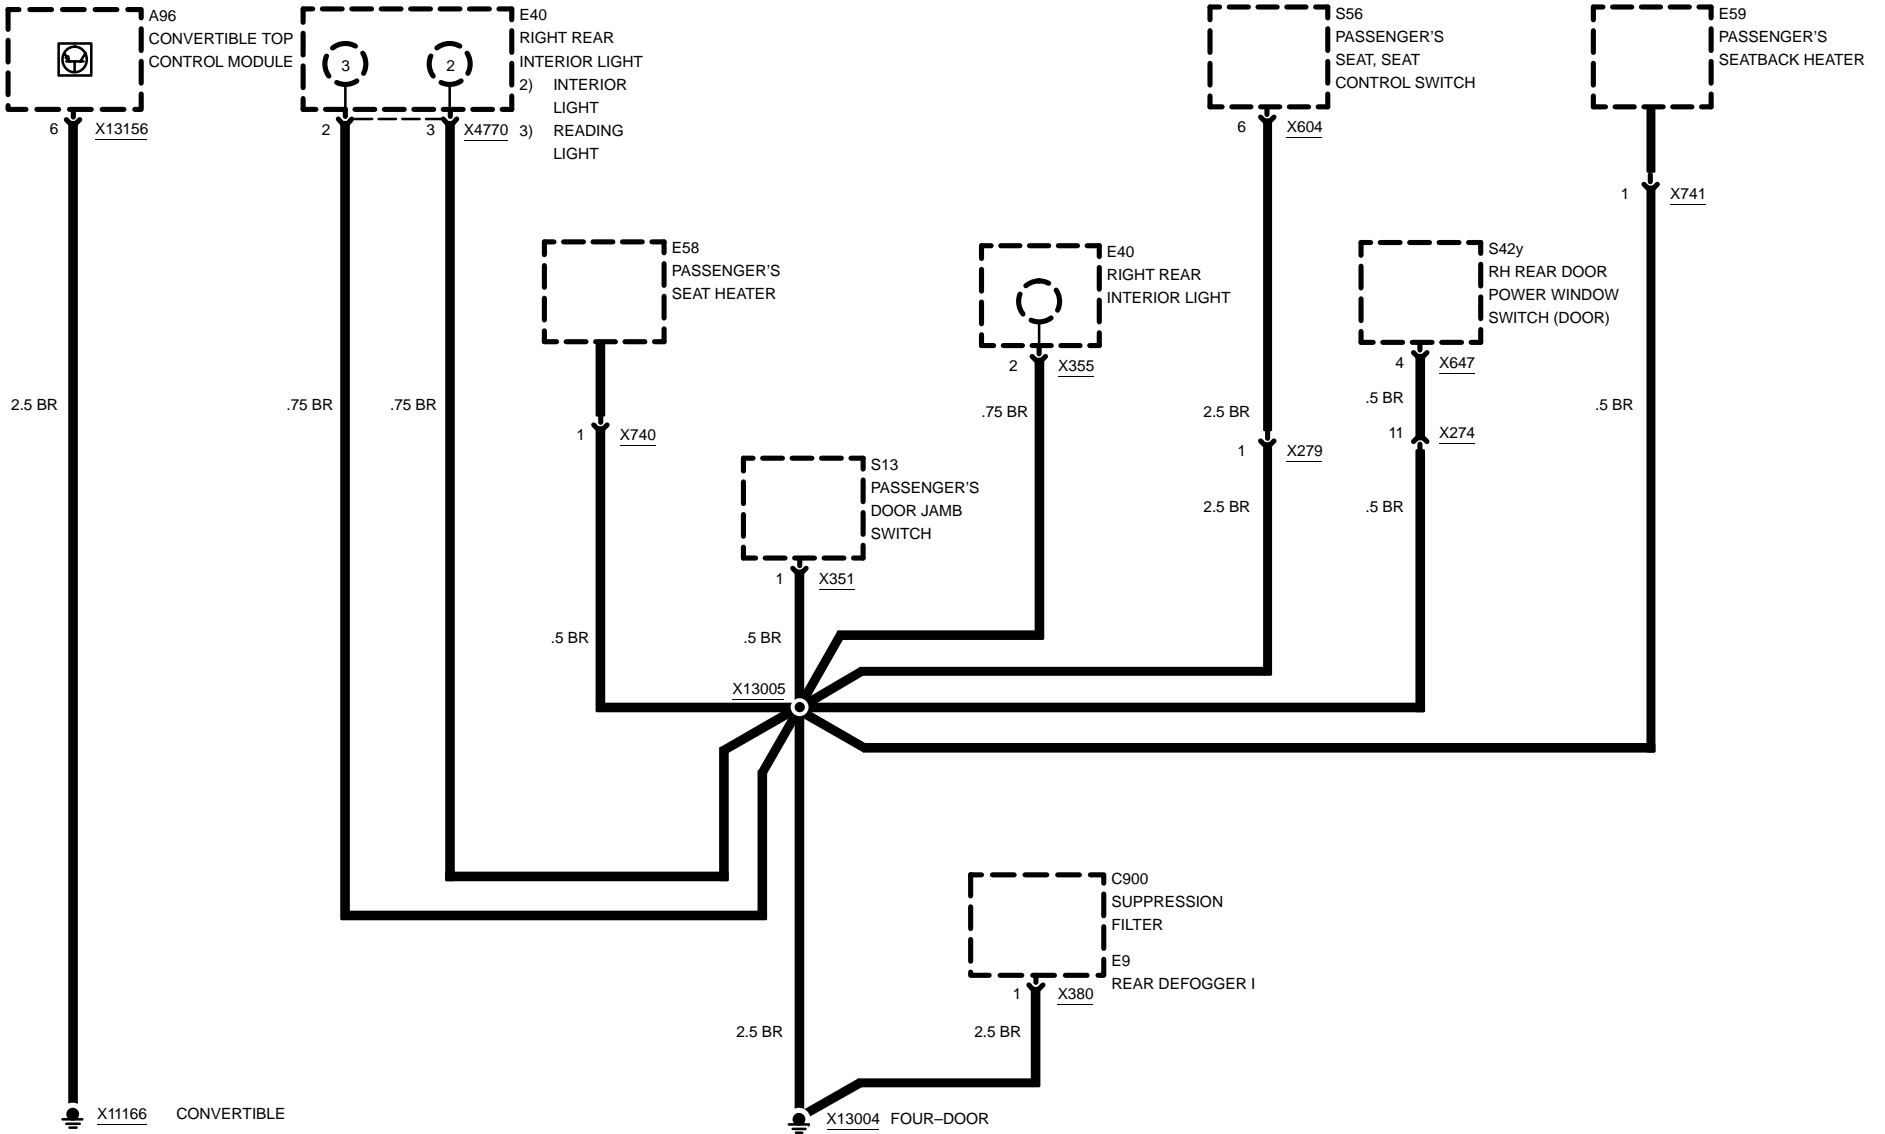 A96
CONVERTIBLE TOP
CONTROL MODULE
6
X13156
E40
RIGHT REAR
INTERIOR LIGHT
2) INTERIOR
LIGHT
3) READING
LIGHT
3
2
2
3
X4770
S56
PASSENGER’S
SEAT, SEAT
CONTROL SWITCH
6
X604
E59
PASSENGER’S
SEATBACK HEATER
1
X741
E58
PASSENGER’S
SEAT HEATER
1
X740
E40
RIGHT REAR
INTERIOR LIGHT
2
X355
S42y
RH REAR DOOR
POWER WINDOW
SWITCH (DOOR)
4
X647
.5 BR
11
X274
2.5 BR
.75 BR
.75 BR
.75 BR
2.5 BR
1
X279
2.5 BR
.5 BR
.5 BR
S13
PASSENGER’S
DOOR JAMB
SWITCH
1
X351
.5 BR
.5 BR
X13005
C900
SUPPRESSION
FILTER
E9
REAR DEFOGGER I
1
X380
2.5 BR
2.5 BR
X11166 CONVERTIBLE
X13004 FOUR–DOOR